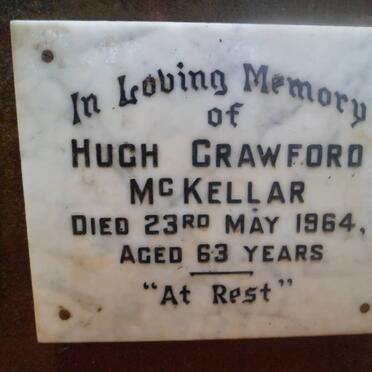 In Loving Memory
of
HUGH CRAWFORD
MCKELLAR
DIED 23RD MAY 1964,
AGED 63 YEARS
"At Rest"